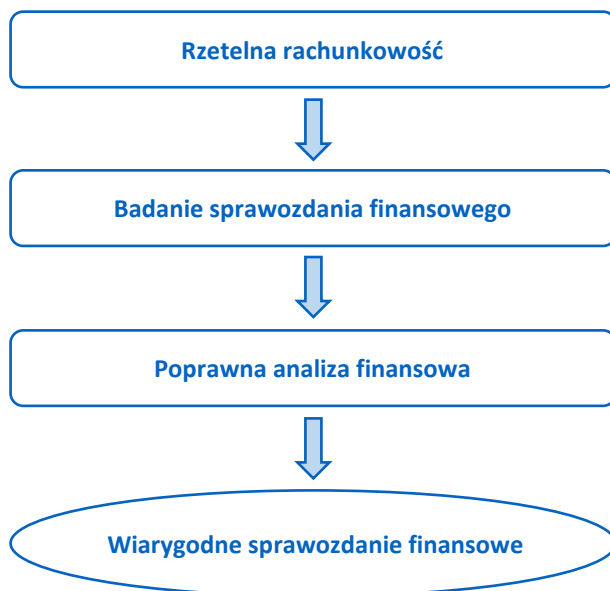 Rzetelna rachunkowość
Badanie sprawozdania finansowego
Poprawna analiza finansowa
Wiarygodne sprawozdanie finansowe